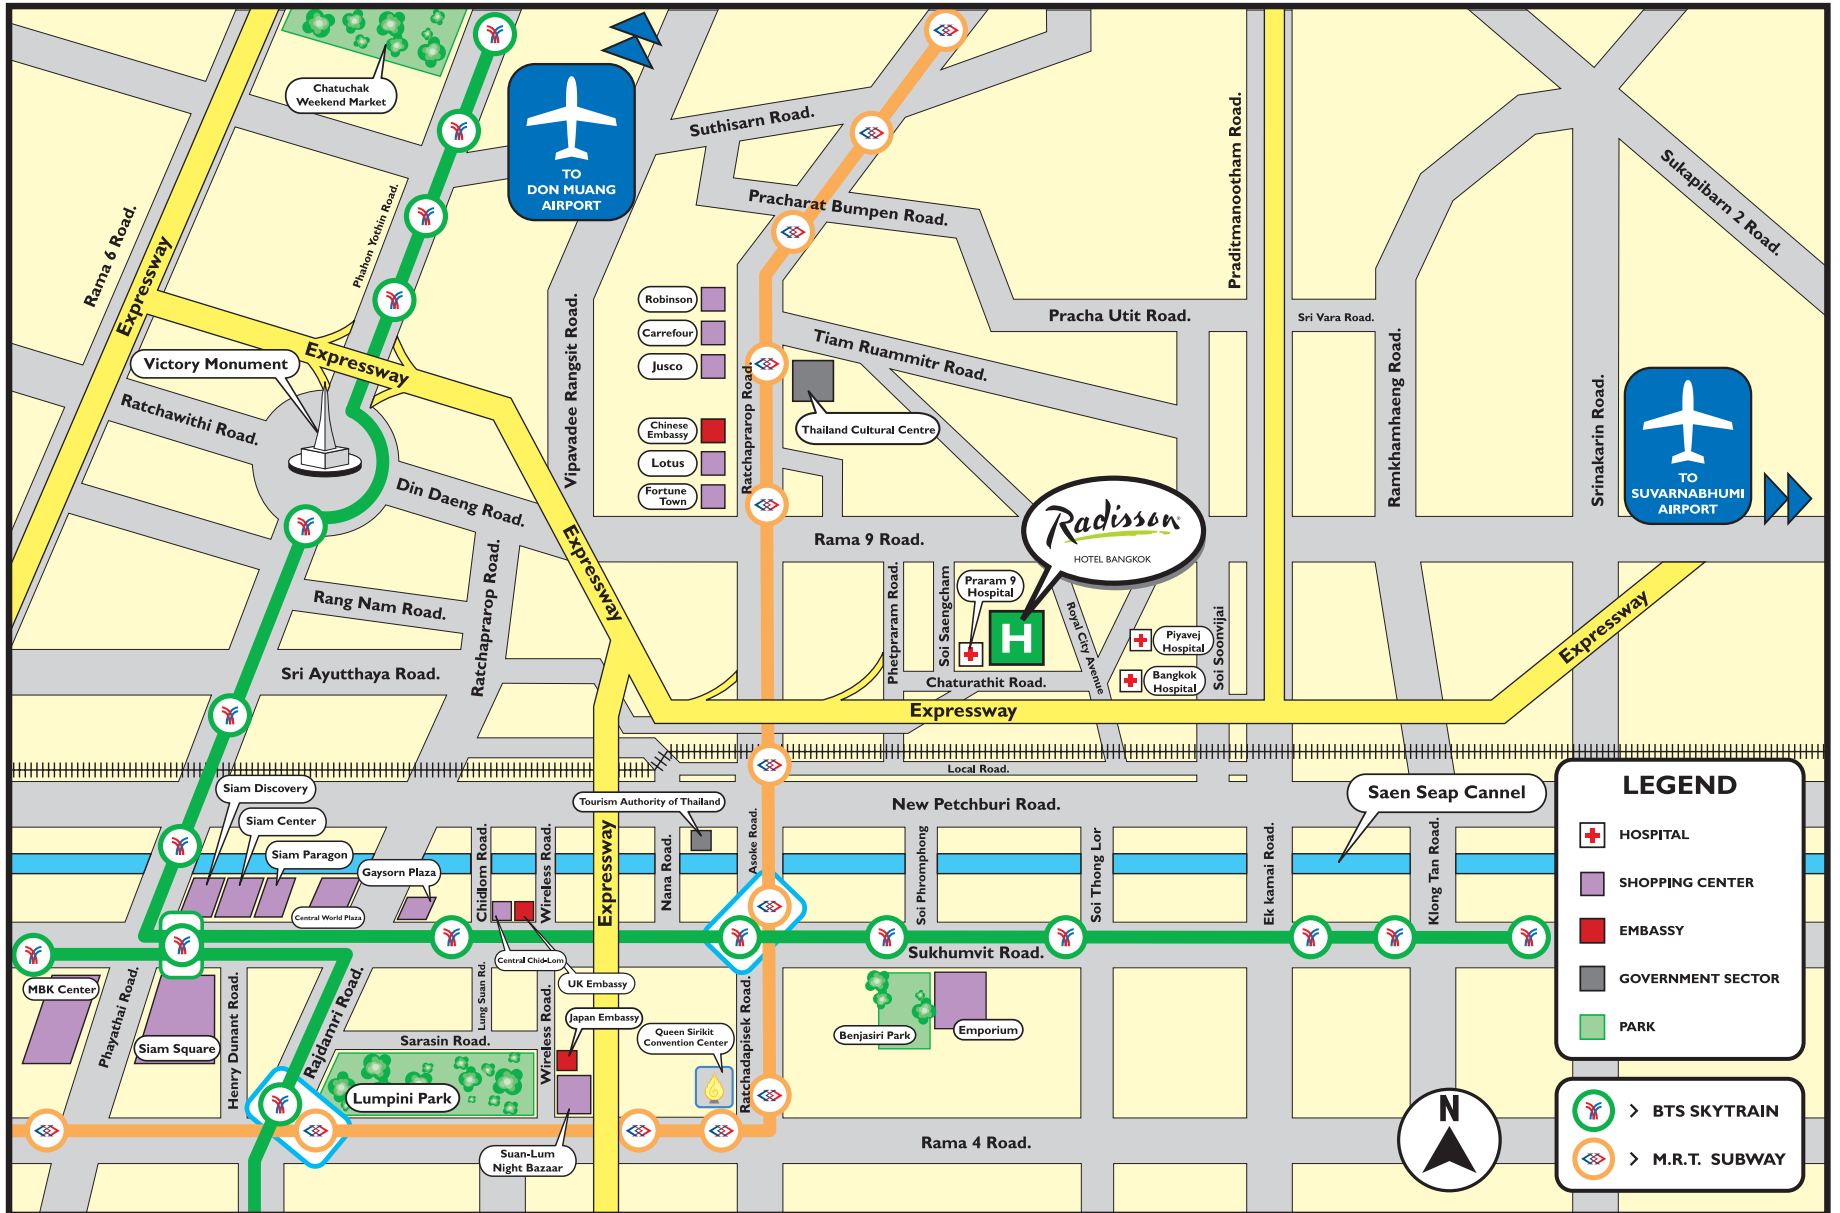 Chatuchak
Weekend Market
TO
DON MUANG
AIRPORT
Suthisarn Road.
Pracharat Bumpen Road.
Praditmanootham Road.
Sukapibarn 2 Road.
Rama 6 Road.
Expressway
Phahon Yothin Road.
Expressway
Victory Monument
Ratchawithi Road.
Din Daeng Road.
Vipavadee Rangsit Road.
Robinson
Carrefour
Jusco
Chinese
Embassy
Lotus
Fortune
Town
Ratchaprarop Road.
Thailand Cultural Centre
Tiam Ruammitr Road.
Pracha Utit Road.
Sri Vara Road.
Ramkhamhaeng Road.
Srinakarin Road.
TO
SUVARNABHUMI
AIRPORT
Radisson
HOTEL BANGKOK
Rama 9 Road.
Expressway
Ratchaprarop Road.
Rang Nam Road.
Sri Ayutthaya Road.
Phetpraram Road.
Soi Saengcham
Praram 9
Hospital
H
Royal City Avenue
Piyavej
Hospital
Bangkok
Hospital
Soi Soonvijai
Chaturathit Road.
Expressway
Expressway
Local Road.
New Petchburi Road.
Saen Seap Cannel
Siam Discovery
Siam Center
Siam Paragon
Gaysorn Plaza
Central World Plaza
Tourism Authority of Thailand
Chidlom Road.
Wireless Road.
Expressway
Nana Road.
Asoke Road.
Soi Phromphong
Soi Thong Lor
Ek kamai Road.
Klong Tan Road.
Sukhumvit Road.
Central Chid-Lom
UK Embassy
Japan Embassy
MBK Center
Phayathai Road.
Siam Square
Henry Dunant Road.
Rajdamri Road.
Lung Suan Rd.
Sarasin Road.
Wireless Road.
Lumpini Park
Queen Sirikit
Convention Center
Ratchadapisek Road.
Benjasiri Park
Emporium
Suan-Lum
Night Bazaar
Rama 4 Road.
N
LEGEND
HOSPITAL
SHOPPING CENTER
EMBASSY
GOVERNMENT SECTOR
PARK
> BTS SKYTRAIN
> M.R.T. SUBWAY